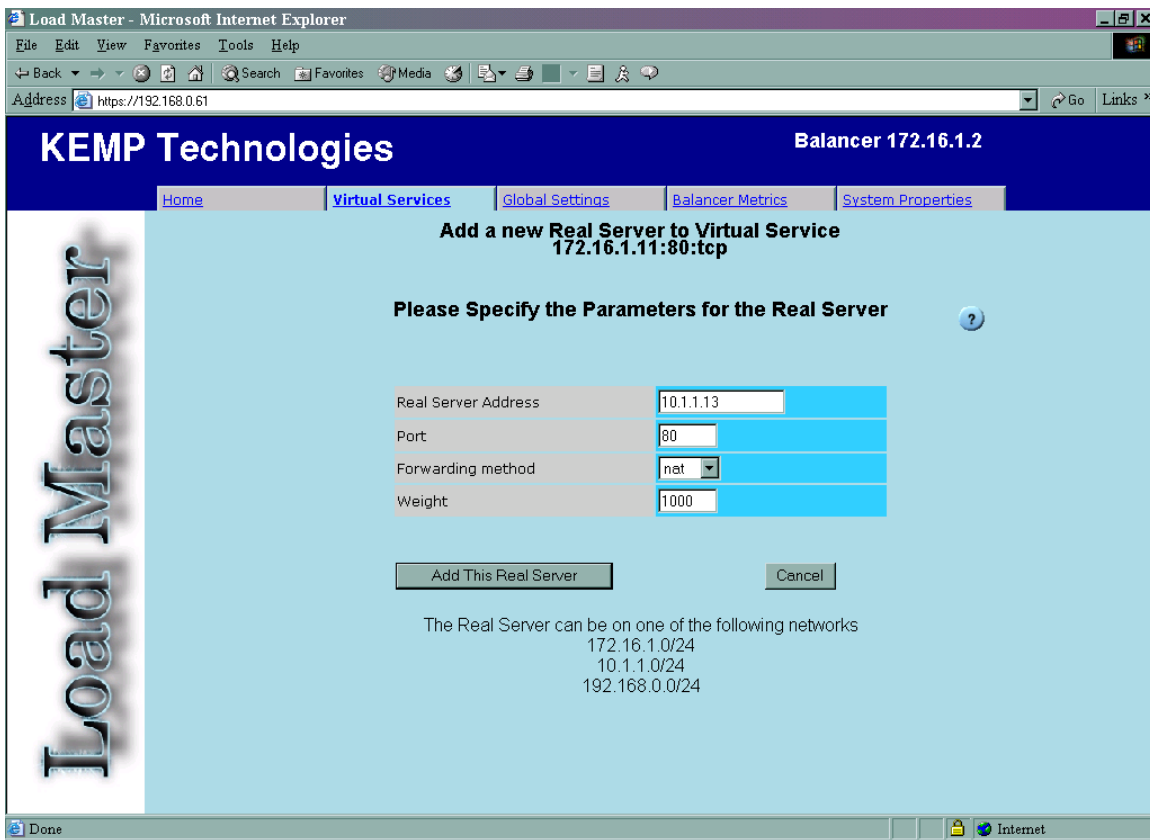 Load Master - Microsoft Internet Explorer
File Edit View Favorites Tools Help
Back Search Favorites Media
Address https://192.168.0.61 Go Links »
KEMP Technologies
Balancer 172.16.1.2
Home Virtual Services Global Settings Balancer Metrics System Properties
Load Master
Add a new Real Server to Virtual Service
172.16.1.11:80:tcp
Please Specify the Parameters for the Real Server
?
Real Server Address 10.1.1.13
Port 80
Forwarding method nat
Weight 1000
Add This Real Server Cancel
The Real Server can be on one of the following networks
172.16.1.0/24
10.1.1.0/24
192.168.0.0/24
Done Internet